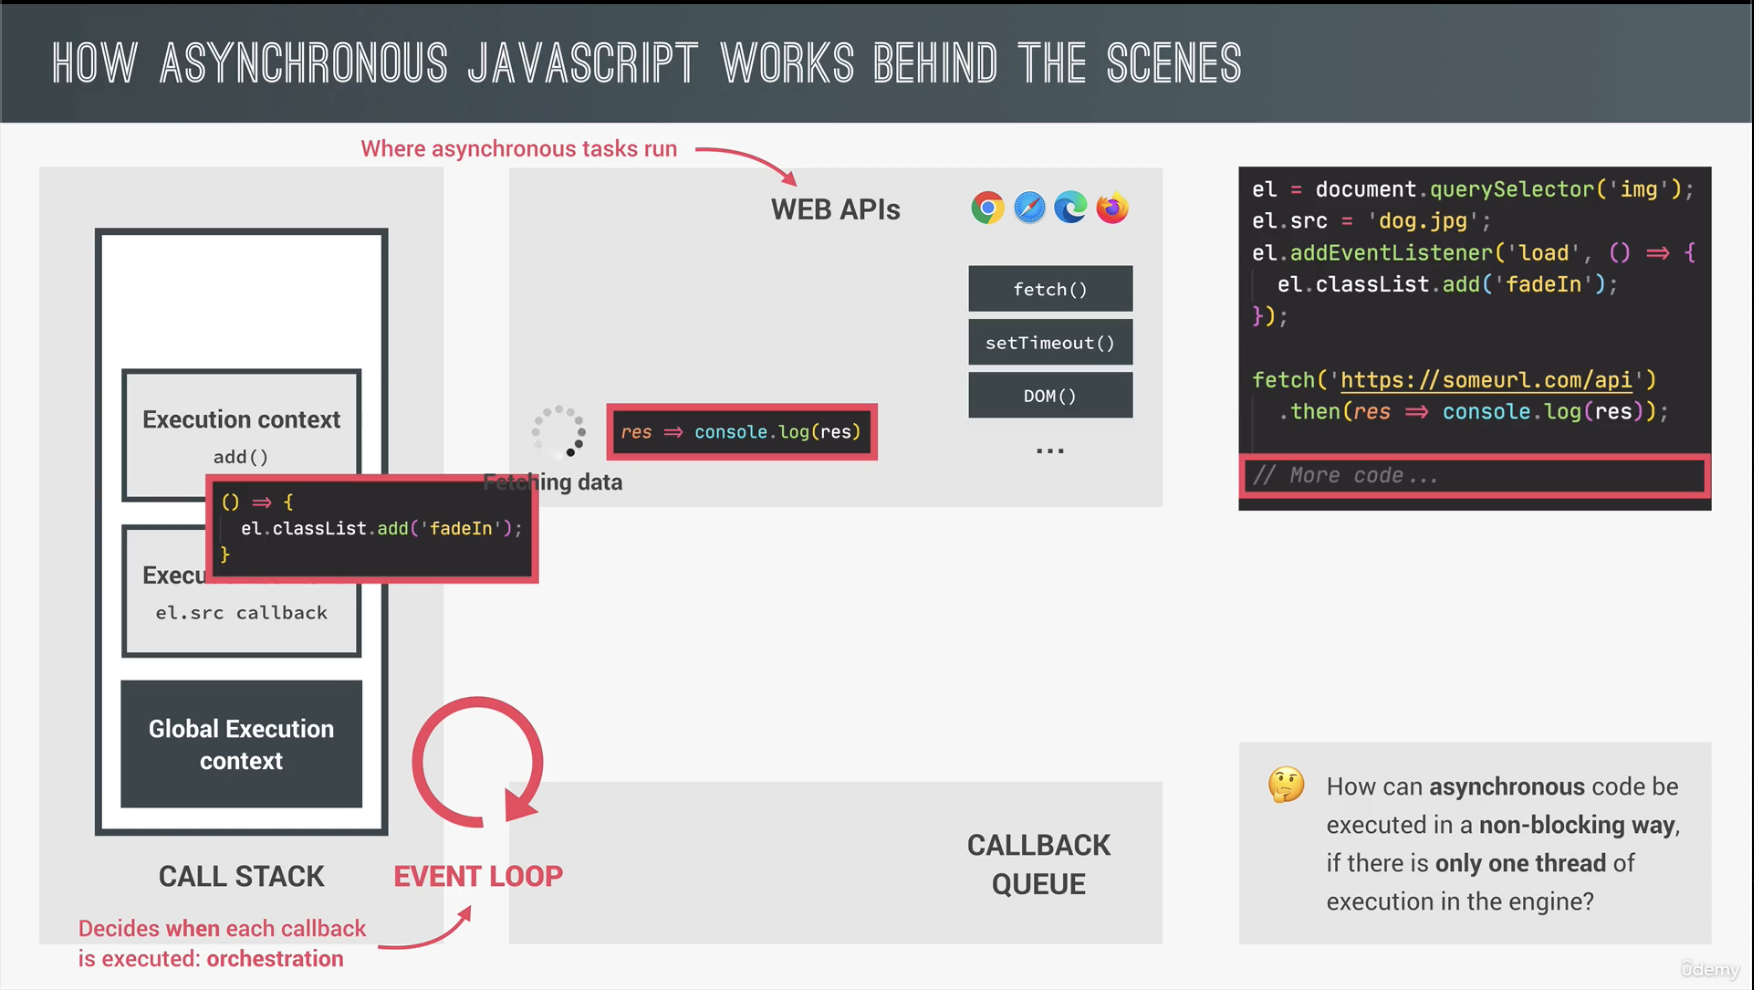 HOW ASYNCHRONOUS JAVASCRIPT WORKS BEHIND THE SCENES
Where asynchronous tasks run
WEB APIs
fetch()
setTimeout()
DOM()
...
res => console.log(res)
Fetching data
Execution context
add()
() => {
el.classList.add('fadeIn');
}
Execu
el.src callback
Global Execution
context
CALL STACK
EVENT LOOP
Decides when each callback
is executed: orchestration
CALLBACK
QUEUE
el = document.querySelector('img');
el.src = 'dog.jpg';
el.addEventListener('load', () => {
el.classList.add('fadeIn');
});
fetch('https://someurl.com/api')
.then(res => console.log(res));
// More code...
How can asynchronous code be
executed in a non-blocking way,
if there is only one thread of
execution in the engine?
ûdemy